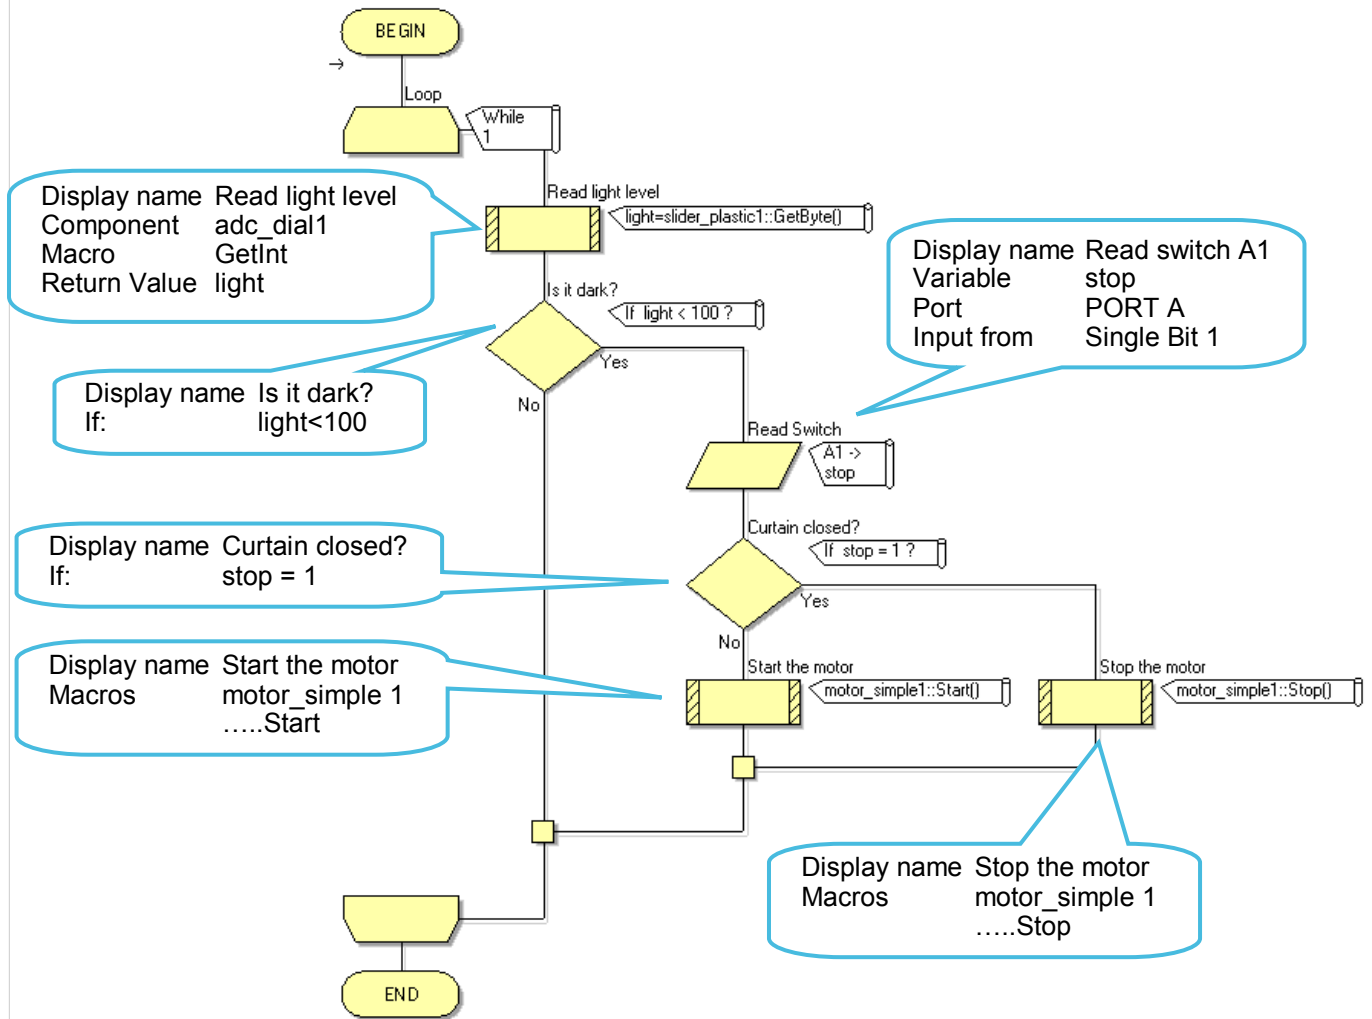 BEGIN
Loop
While
1
Display name Read light level
Component adc_dial1
Macro GetInt
Return Value light
Read light level
light=slider_plastic1::GetByte()
Display name Read switch A1
Variable stop
Port PORT A
Input from Single Bit 1
Is it dark?
If light < 100 ?
Yes
No
Display name Is it dark?
If: light<100
Read Switch
A1 ->
stop
Display name Curtain closed?
If: stop = 1
Curtain closed?
If stop = 1 ?
Yes
No
Display name Start the motor
Macros motor_simple 1
.....Start
Start the motor
motor_simple1::Start()
Stop the motor
motor_simple1::Stop()
Display name Stop the motor
Macros motor_simple 1
.....Stop
END